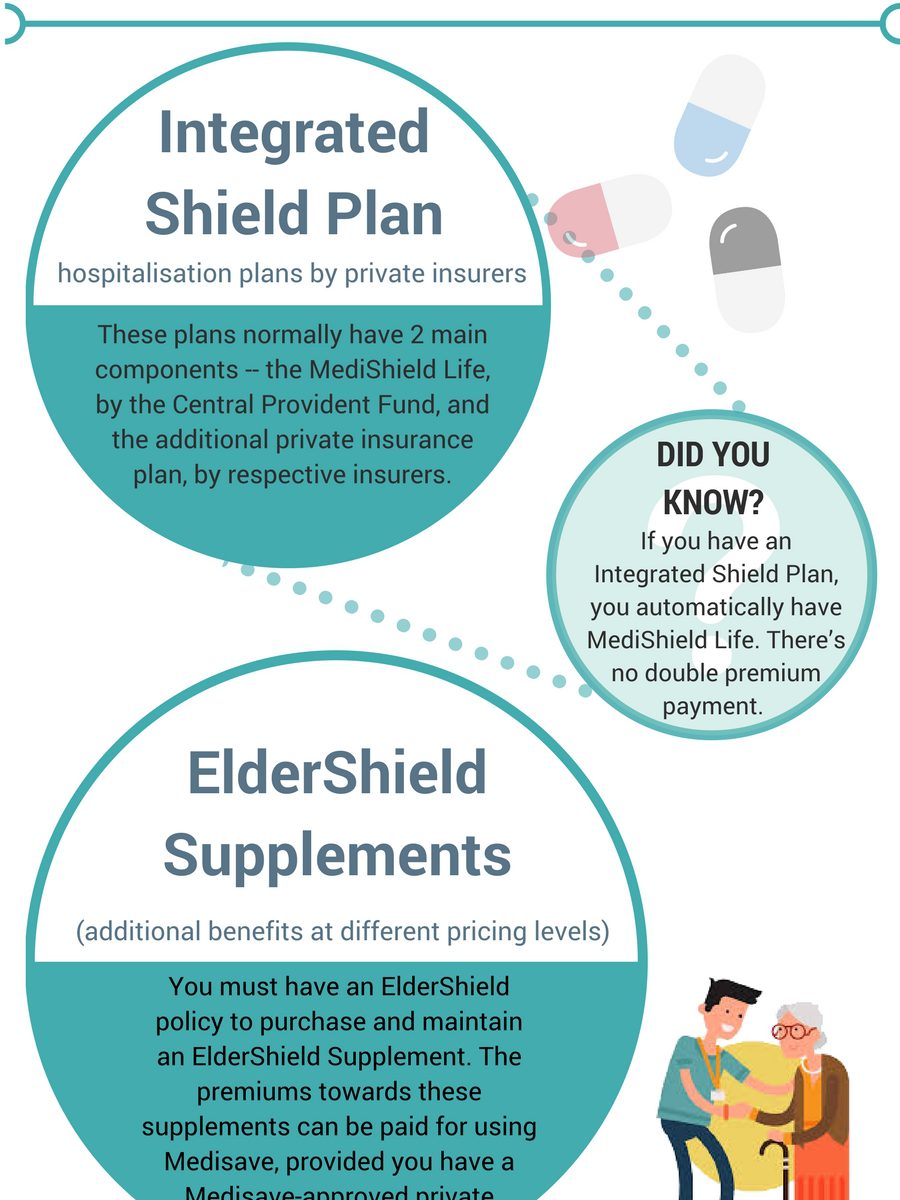 Integrated
Shield Plan
hospitalisation plans by private insurers
These plans normally have 2 main
components -- the MediShield Life,
by the Central Provident Fund, and
the additional private insurance
plan, by respective insurers.
DID YOU
KNOW?
If you have an
Integrated Shield Plan,
you automatically have
MediShield Life. There’s
no double premium
payment.
ElderShield
Supplements
(additional benefits at different pricing levels)
You must have an ElderShield
policy to purchase and maintain
an ElderShield Supplement. The
premiums towards these
supplements can be paid for using
Medisave, provided you have a
Medisave-approved private